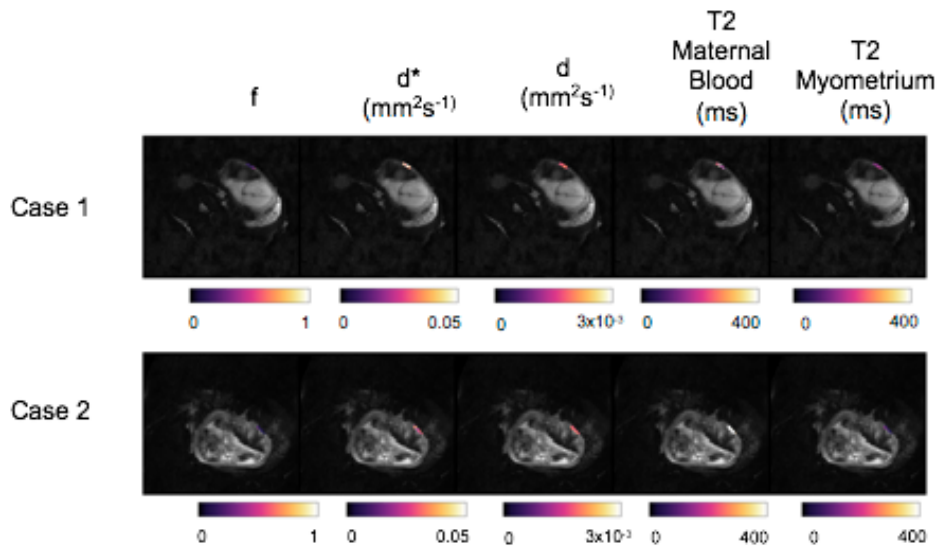 f
d*
(mm²s⁻¹)
d
(mm²s⁻¹)
T2
Maternal
Blood
(ms)
T2
Myometrium
(ms)
Case 1
0 1
0 0.05
0 3x10⁻³
0 400
0 400
Case 2
0 1
0 0.05
0 3x10⁻³
0 400
0 400